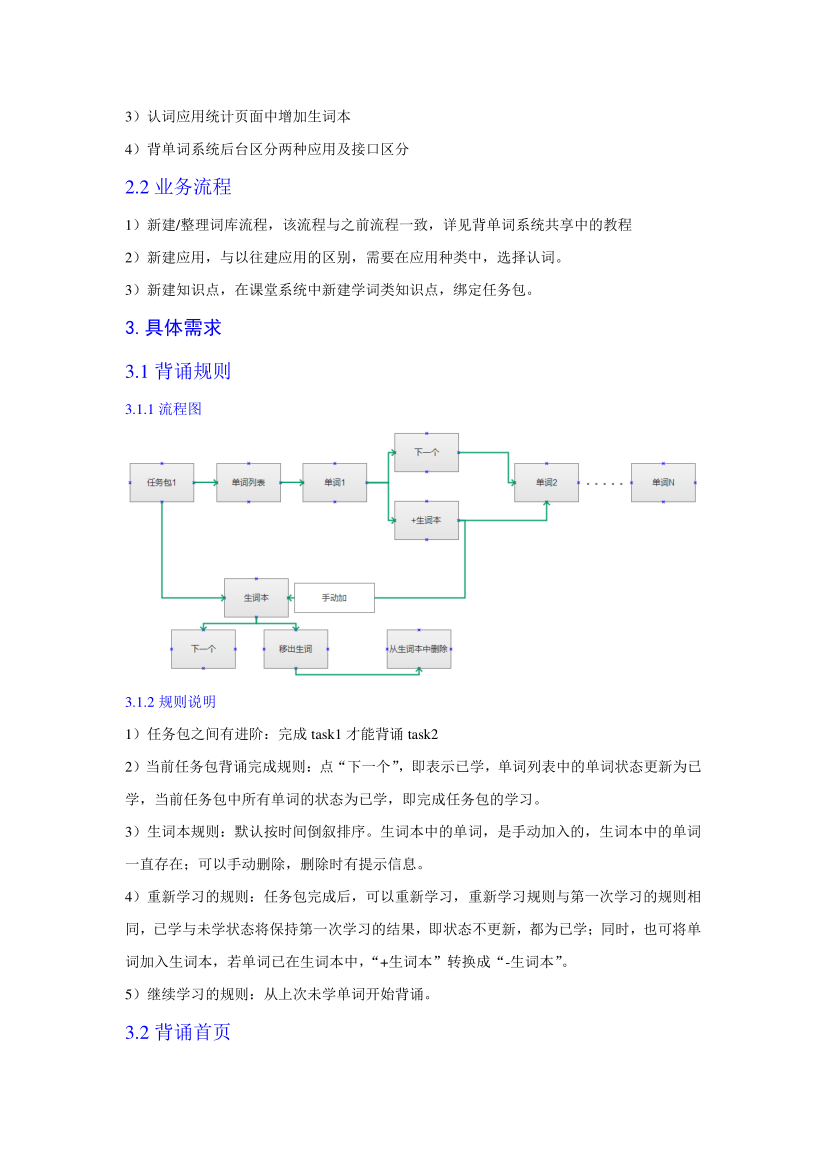 3）认词应用统计页面中增加生词本
4）背单词系统后台区分两种应用及接口区分
2.2 业务流程
1）新建/整理词库流程，该流程与之前流程一致，详见背单词系统共享中的教程
2）新建应用，与以往建应用的区别，需要在应用种类中，选择认词。
3）新建知识点，在课堂系统中新建学词类知识点，绑定任务包。
3. 具体需求
3.1 背诵规则
3.1.1 流程图
下一个
任务包1
单词列表
单词1
单词2
单词N
+生词本
生词本
手动加
下一个
移出生词
从生词本中删除
3.1.2 规则说明
1）任务包之间有进阶：完成 task1 才能背诵 task2
2）当前任务包背诵完成规则：点“下一个”，即表示已学，单词列表中的单词状态更新为已
学，当前任务包中所有单词的状态为已学，即完成任务包的学习。
3）生词本规则：默认按时间倒叙排序。生词本中的单词，是手动加入的，生词本中的单词
一直存在；可以手动删除，删除时有提示信息。
4）重新学习的规则：任务包完成后，可以重新学习，重新学习规则与第一次学习的规则相
同，已学与未学状态将保持第一次学习的结果，即状态不更新，都为已学；同时，也可将单
词加入生词本，若单词已在生词本中，“+生词本”转换成“-生词本”。
5）继续学习的规则：从上次未学单词开始背诵。
3.2 背诵首页